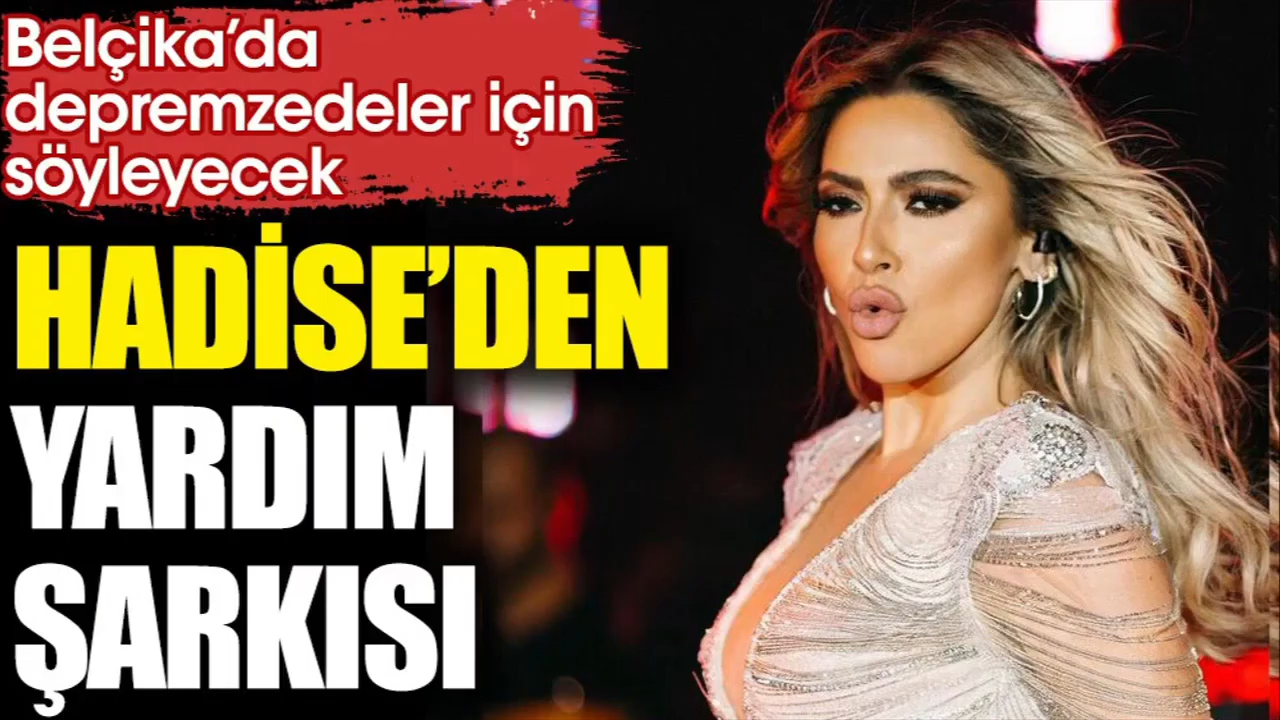 Belçika’da
depremzedeler için
söyleyecek
HADİSE’DEN
YARDIM
ŞARKISI